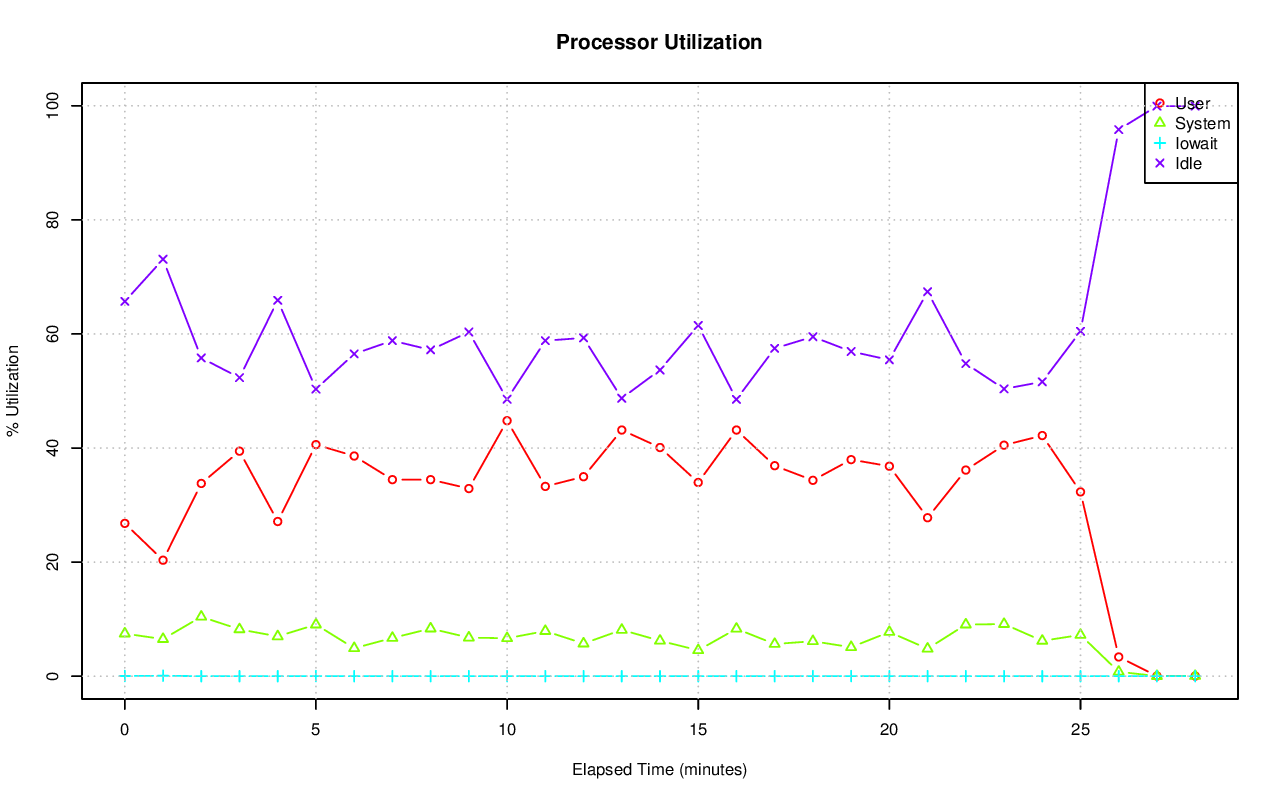 Processor Utilization
% Utilization
100
80
60
40
20
0
User
System
Iowait
Idle
0 5 10 15 20 25
Elapsed Time (minutes)